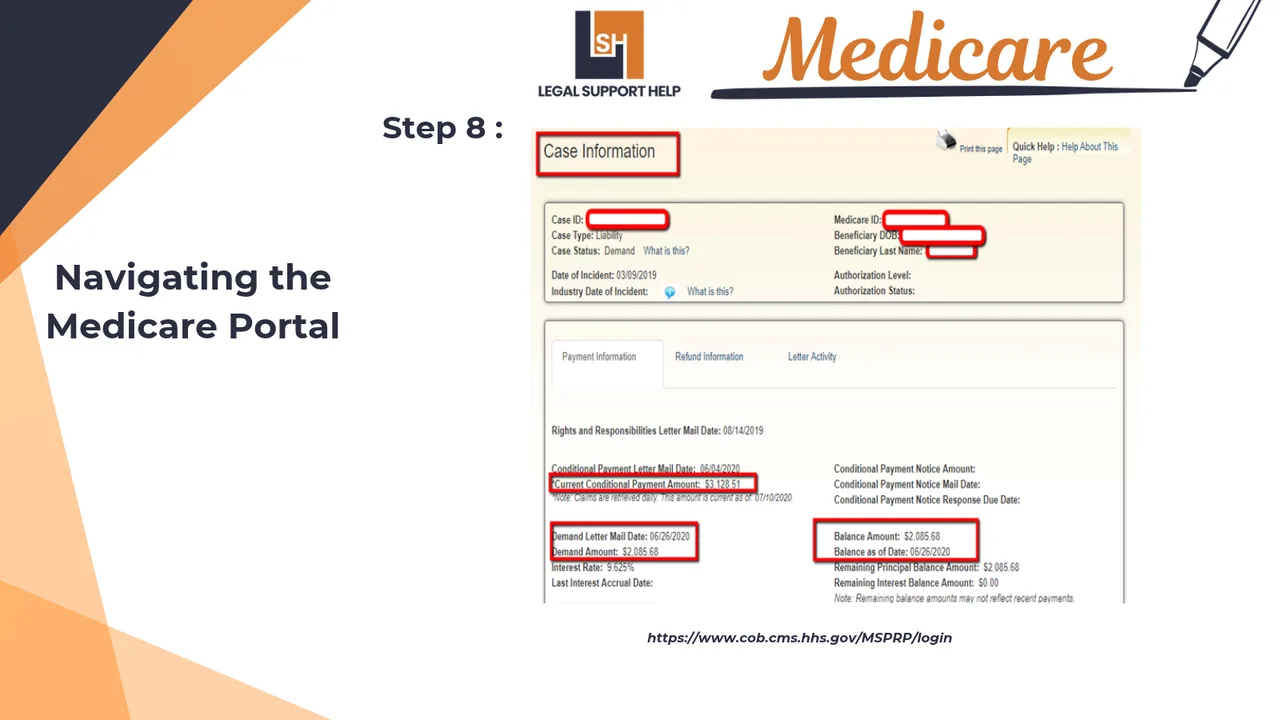 SH
LEGAL SUPPORT HELP
Medicare
Step 8 :
Navigating the
Medicare Portal
Case Information
Print this page
Quick Help : Help About This
Page
Case ID:
Case Type: Liability
Case Status: Demand What is this?
Date of Incident: 03/09/2019
Industry Date of Incident: What is this?
Medicare ID:
Beneficiary DOB:
Beneficiary Last Name:
Authorization Level:
Authorization Status:
Payment Information Refund Information Letter Activity
Rights and Responsibilities Letter Mail Date: 08/14/2019
Conditional Payment Letter Mail Date: 06/04/2020
*Current Conditional Payment Amount: $3,128.51
*Note: Claims are retrieved daily. This amount is current as of: 07/10/2020.
Conditional Payment Notice Amount:
Conditional Payment Notice Mail Date:
Conditional Payment Notice Response Due Date:
Demand Letter Mail Date: 06/26/2020
Demand Amount: $2,085.68
Interest Rate: 9.625%
Last Interest Accrual Date:
Balance Amount: $2,085.68
Balance as of Date: 06/26/2020
Remaining Principal Balance Amount: $2,085.68
Remaining Interest Balance Amount: $0.00
Note: Remaining balance amounts may not reflect recent payments.
https://www.cob.cms.hhs.gov/MSPRP/login